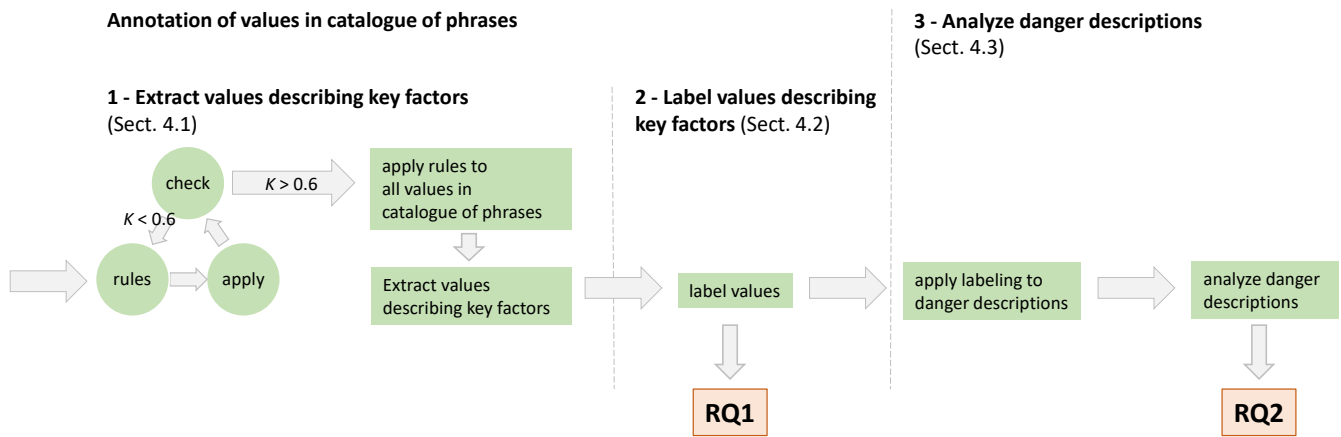 Annotation of values in catalogue of phrases
1 - Extract values describing key factors
(Sect. 4.1)
check
K > 0.6
K < 0.6
rules
apply
apply rules to
all values in
catalogue of phrases
Extract values
describing key factors
2 - Label values describing
key factors (Sect. 4.2)
label values
RQ1
3 - Analyze danger descriptions
(Sect. 4.3)
apply labeling to
danger descriptions
analyze danger
descriptions
RQ2